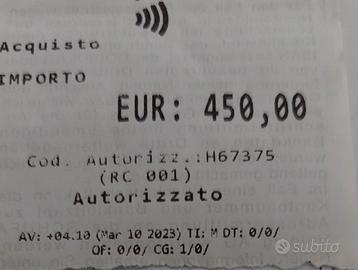 Acquisto
IMPORTO
EUR: 450,00
Cod. Autorizz.:H67375
(RC 001)
Autorizzato
AV: +04.10 (Mar 10 2023) TI: M DT: 0/0/
OF: 0/0/ CG: 1/0/
subito